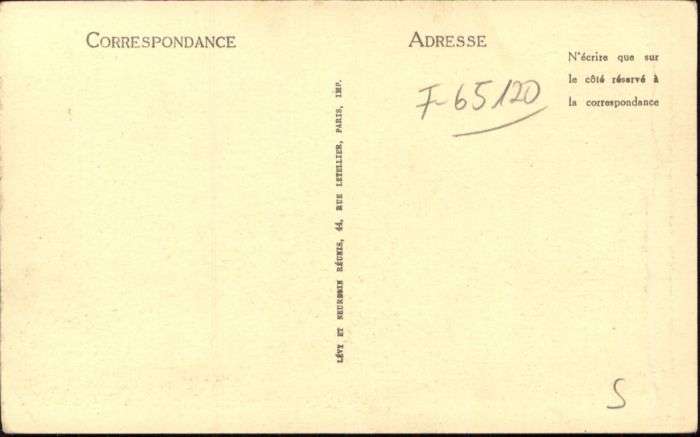 CORRESPONDANCE
ADRESSE
N'écrire que sur
le côté réservé à
la correspondance
F-65120
LÉVY ET NEURDEIN RÉUNIS, 44, RUE LETELLIER, PARIS, IMP.
S